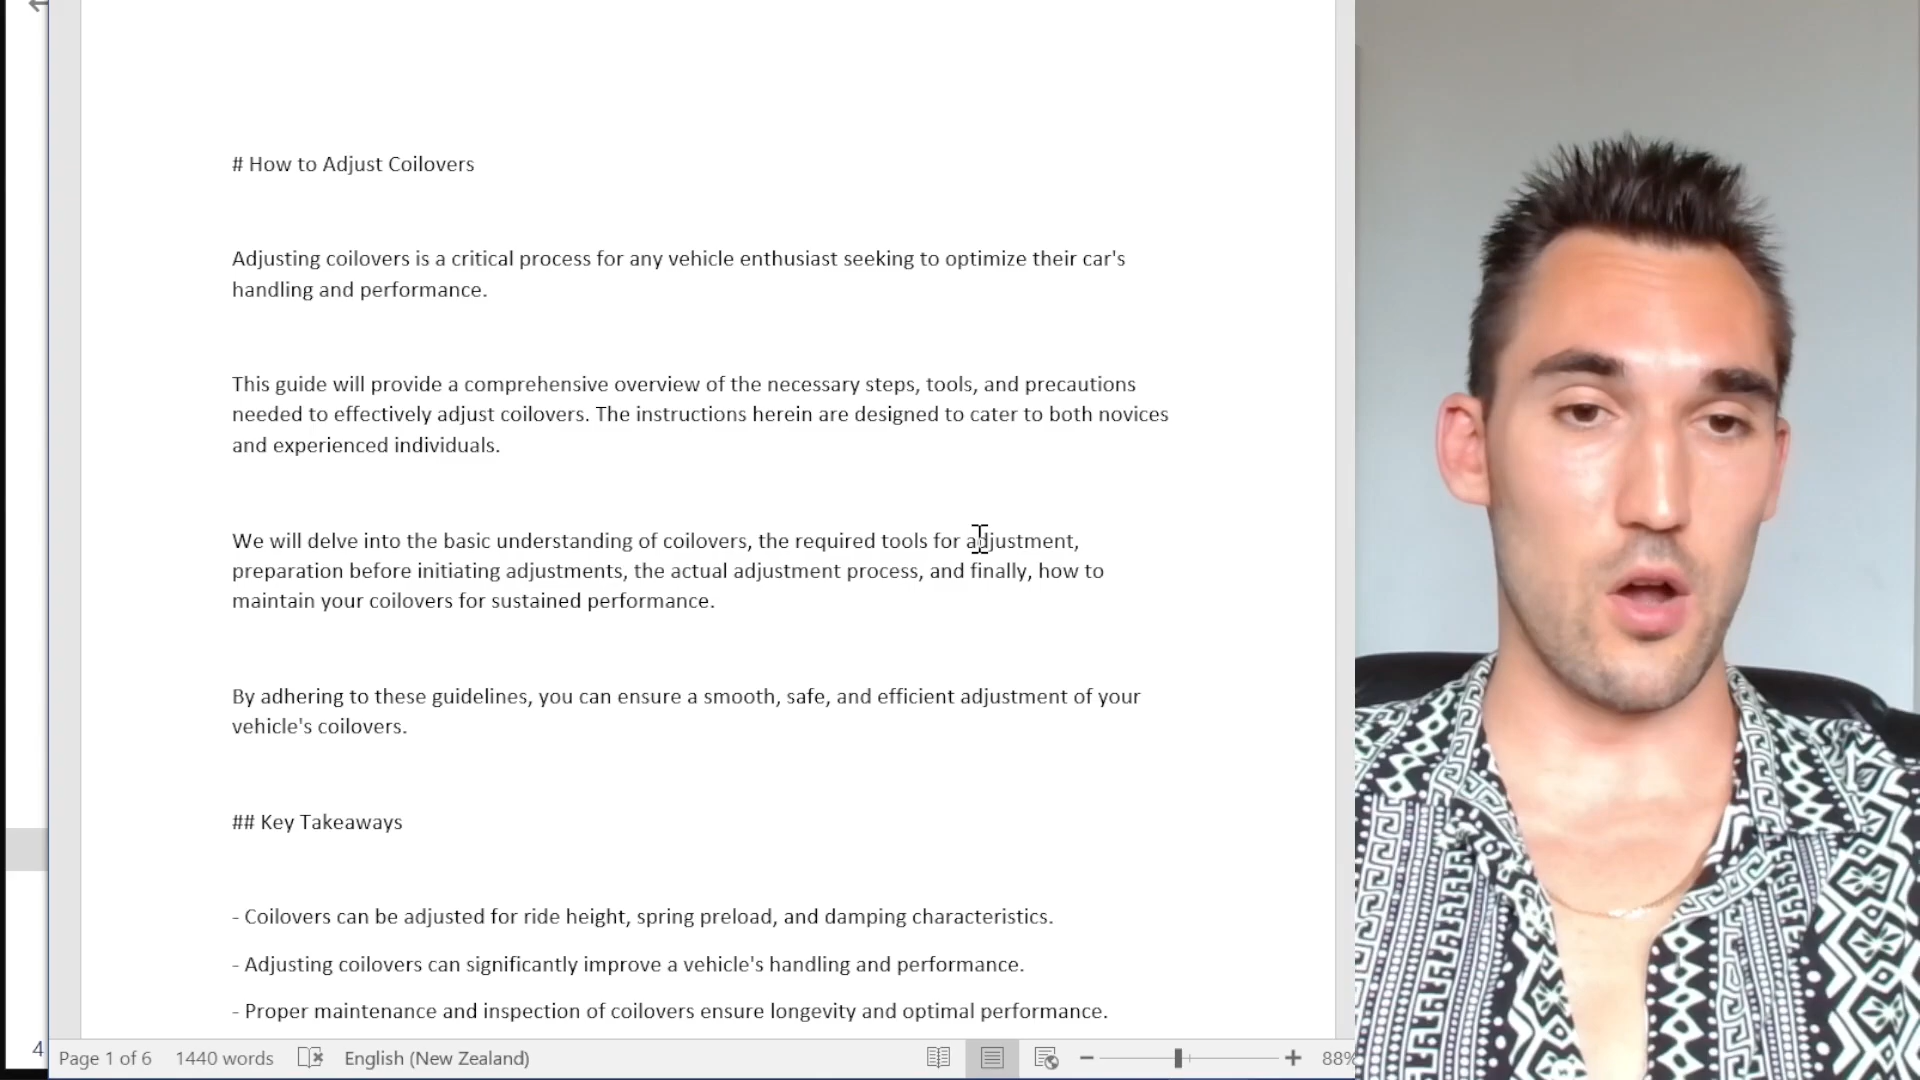 # How to Adjust Coilovers
Adjusting coilovers is a critical process for any vehicle enthusiast seeking to optimize their car's
handling and performance.
This guide will provide a comprehensive overview of the necessary steps, tools, and precautions
needed to effectively adjust coilovers. The instructions herein are designed to cater to both novices
and experienced individuals.
We will delve into the basic understanding of coilovers, the required tools for adjustment,
preparation before initiating adjustments, the actual adjustment process, and finally, how to
maintain your coilovers for sustained performance.
By adhering to these guidelines, you can ensure a smooth, safe, and efficient adjustment of your
vehicle's coilovers.
## Key Takeaways
- Coilovers can be adjusted for ride height, spring preload, and damping characteristics.
- Adjusting coilovers can significantly improve a vehicle's handling and performance.
- Proper maintenance and inspection of coilovers ensure longevity and optimal performance.
4
Page 1 of 6 1440 words English (New Zealand) 88%